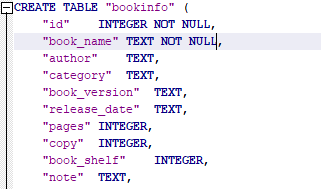 CREATE TABLE "bookinfo" (
"id" INTEGER NOT NULL,
"book_name" TEXT NOT NULL,
"author" TEXT,
"category" TEXT,
"book_version" TEXT,
"release_date" TEXT,
"pages" INTEGER,
"copy" INTEGER,
"book_shelf" INTEGER,
"note" TEXT,